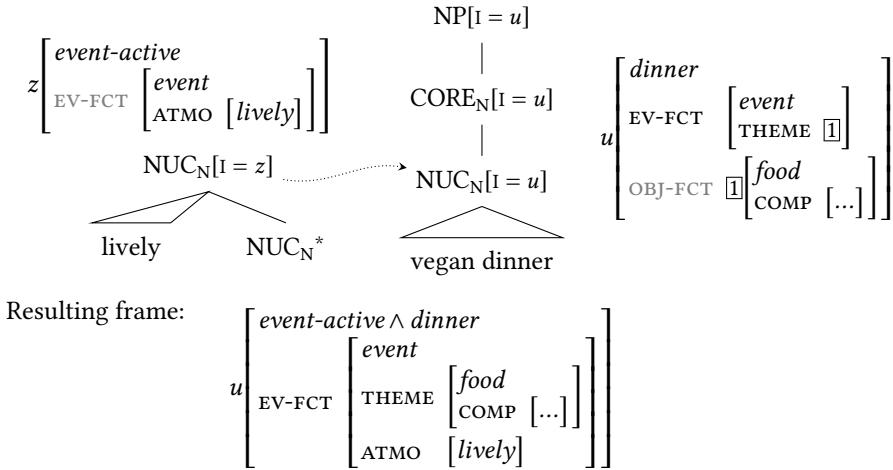 z[event-active
EV-FCT [event
ATMO [lively]]]
NUC_N[I = z]
lively NUC_N*
NP[I = u]
CORE_N[I = u]
NUC_N[I = u]
vegan dinner
u[dinner
EV-FCT [event
THEME 1]
OBJ-FCT 1[food
COMP [...]]]
Resulting frame:
u[event-active ∧ dinner
EV-FCT [event
THEME [food
COMP [...]]
ATMO [lively]]]